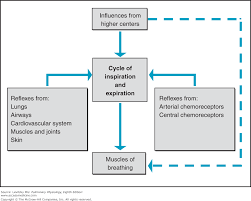 Influences from
higher centers
Cycle of
inspiration
and
expiration
Reflexes from:
Lungs
Airways
Cardiovascular system
Muscles and joints
Skin
Reflexes from:
Arterial chemoreceptors
Central chemoreceptors
Muscles of
breathing
Source: Levitzky MG: Pulmonary Physiology, Eighth Edition
www.accessmedicine.com
Copyright © The McGraw-Hill Companies, Inc. All rights reserved.